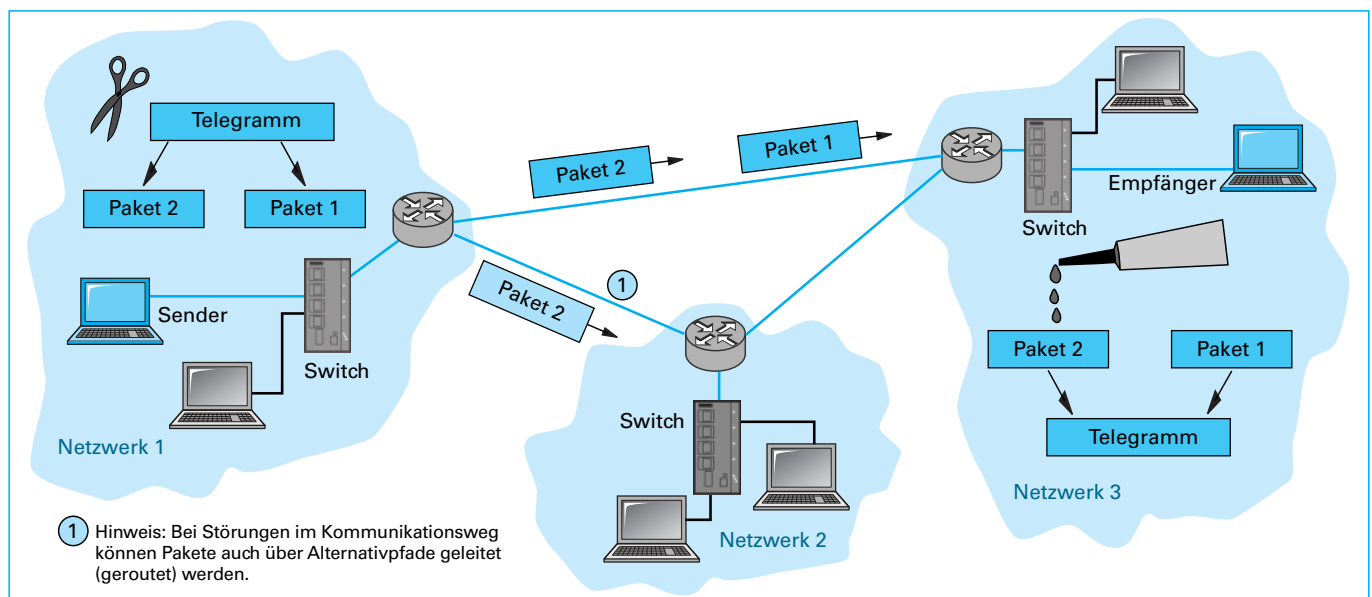 Telegramm
Paket 2
Paket 1
Sender
Switch
Netzwerk 1
Paket 2
Paket 1
Paket 2
1
Switch
Netzwerk 2
Empfänger
Switch
Paket 2
Paket 1
Telegramm
Netzwerk 3
1 Hinweis: Bei Störungen im Kommunikationsweg
können Pakete auch über Alternativpfade geleitet
(geroutet) werden.